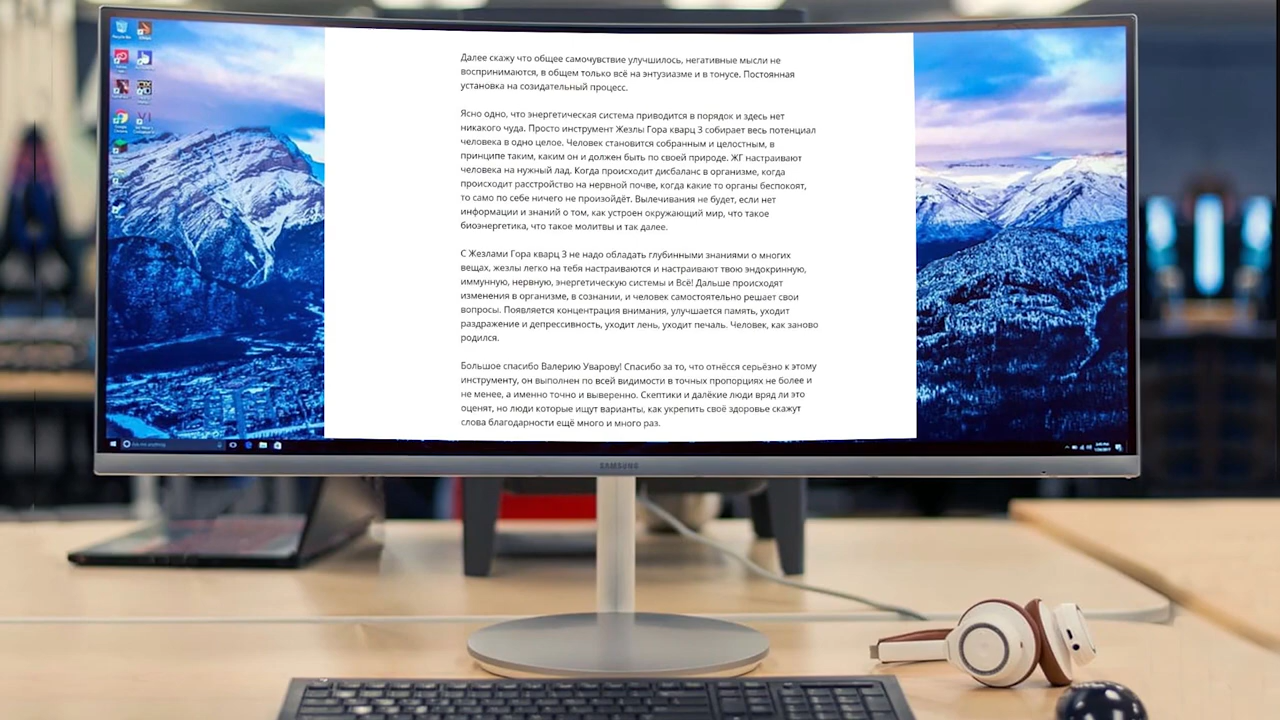 Далее скажу что общее самочувствие улучшилось, негативные мысли не
воспринимаются, в общем только всё на энтузиазме и в тонусе. Постоянная
установка на созидательный процесс.
Ясно одно, что энергетическая система приводится в порядок и здесь нет
никакого чуда. Просто инструмент Жезлы Гора кварц 3 собирает весь потенциал
человека в одно целое. Человек становится собранным и целостным, в
принципе таким, каким он и должен быть по своей природе. ЖГ настраивают
человека на нужный лад. Когда происходит дисбаланс в организме, когда
происходит расстройство на нервной почве, когда какие то органы беспокоят,
то само по себе ничего не произойдёт. Вылечивания не будет, если нет
информации и знаний о том, как устроен окружающий мир, что такое
биоэнергетика, что такое молитвы и так далее.
С Жезлами Гора кварц 3 не надо обладать глубинными знаниями о многих
вещах, жезлы легко на тебя настраиваются и настраивают твою эндокринную,
иммунную, нервную, энергетическую системы и Всё! Дальше происходят
изменения в организме, в сознании, и человек самостоятельно решает свои
вопросы. Появляется концентрация внимания, улучшается память, уходит
раздражение и депрессивность, уходит лень, уходит печаль. Человек, как заново
родился.
Большое спасибо Валерию Уварову! Спасибо за то, что отнёсся серьёзно к этому
инструменту, он выполнен по всей видимости в точных пропорциях не более и
не менее, а именно точно и выверенно. Скептики и далёкие люди вряд ли это
оценят, но люди которые ищут варианты, как укрепить своё здоровье скажут
слова благодарности ещё много и много раз.
SAMSUNG